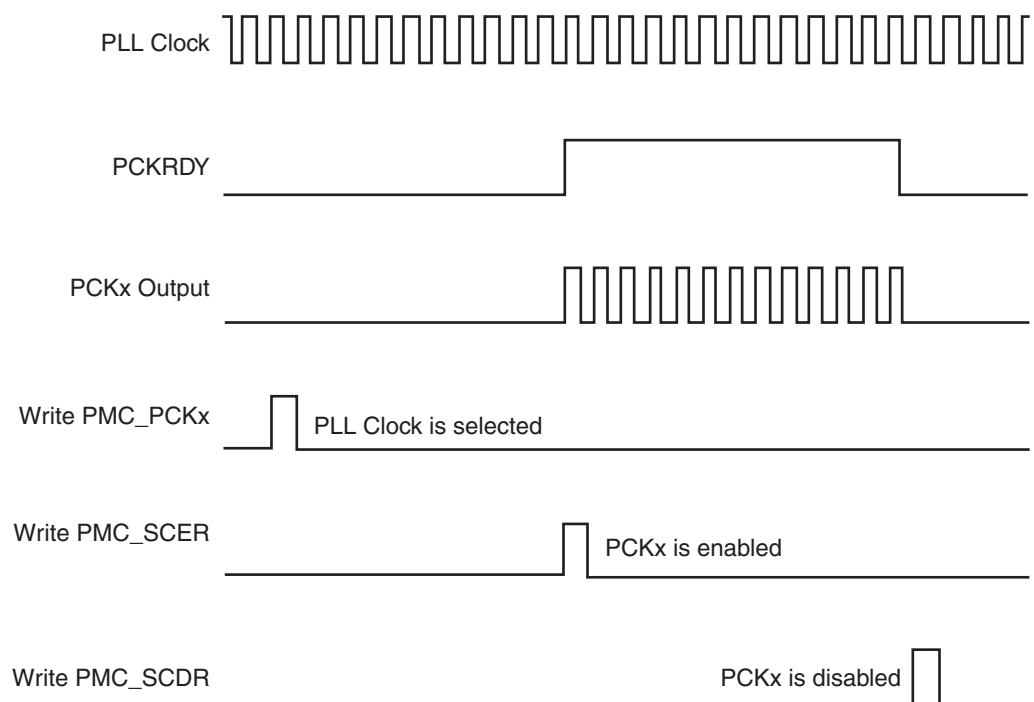 PLL Clock
PCKRDY
PCKx Output
Write PMC_PCKx
PLL Clock is selected
Write PMC_SCER
PCKx is enabled
Write PMC_SCDR
PCKx is disabled